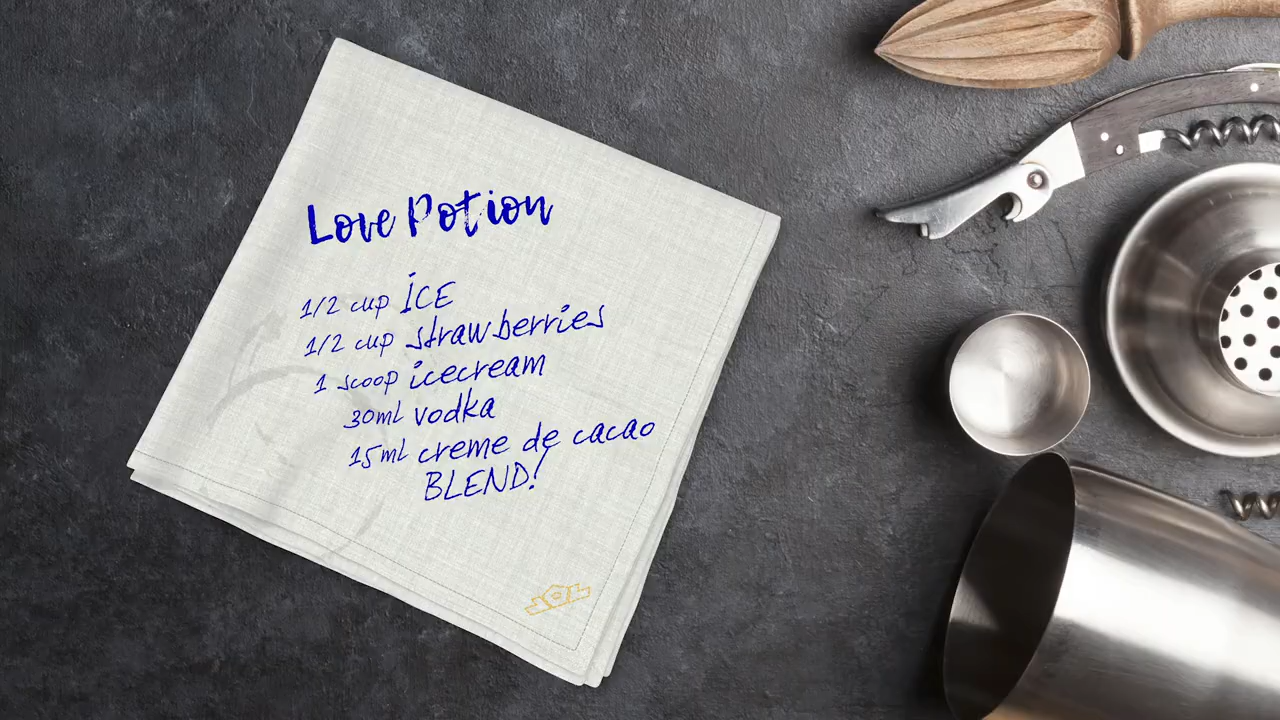 Love Potion
1/2 cup ICE
1/2 cup strawberries
1 scoop icecream
30ml vodka
15ml creme de cacao
BLEND!